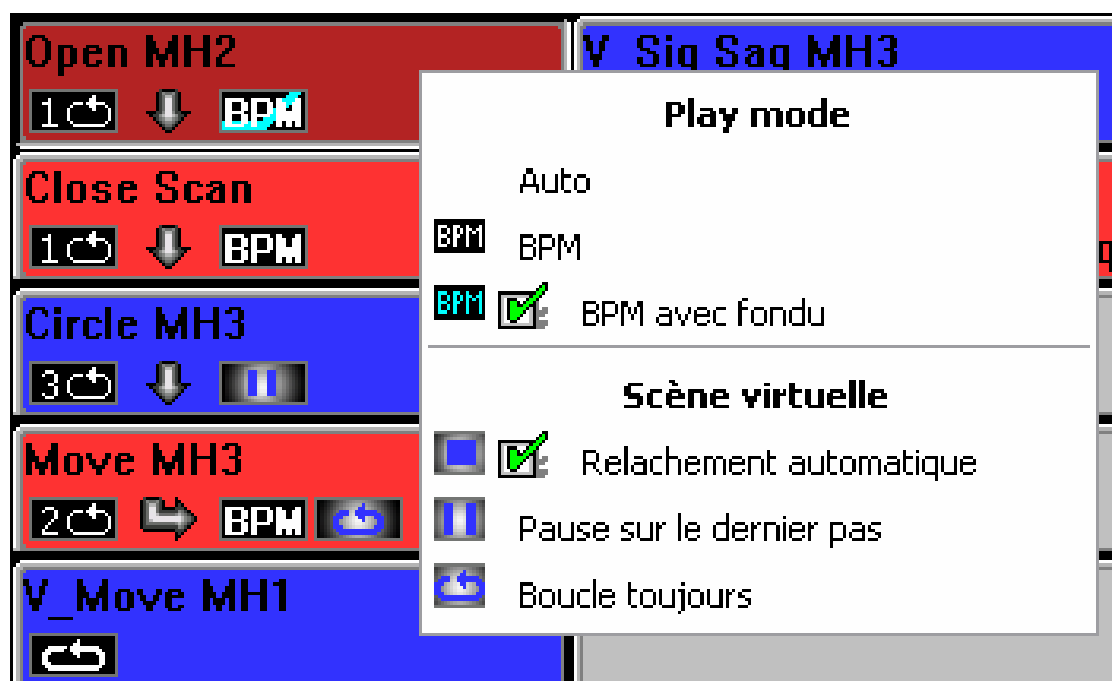 Open MH2
1 BPM
V_Sig Sag MH3
Close Scan
1 BPM
Circle MH3
3
Move MH3
2 BPM
V_Move MH1
Play mode
Auto
BPM BPM
BPM BPM avec fondu
Scène virtuelle
Relachement automatique
Pause sur le dernier pas
Boucle toujours